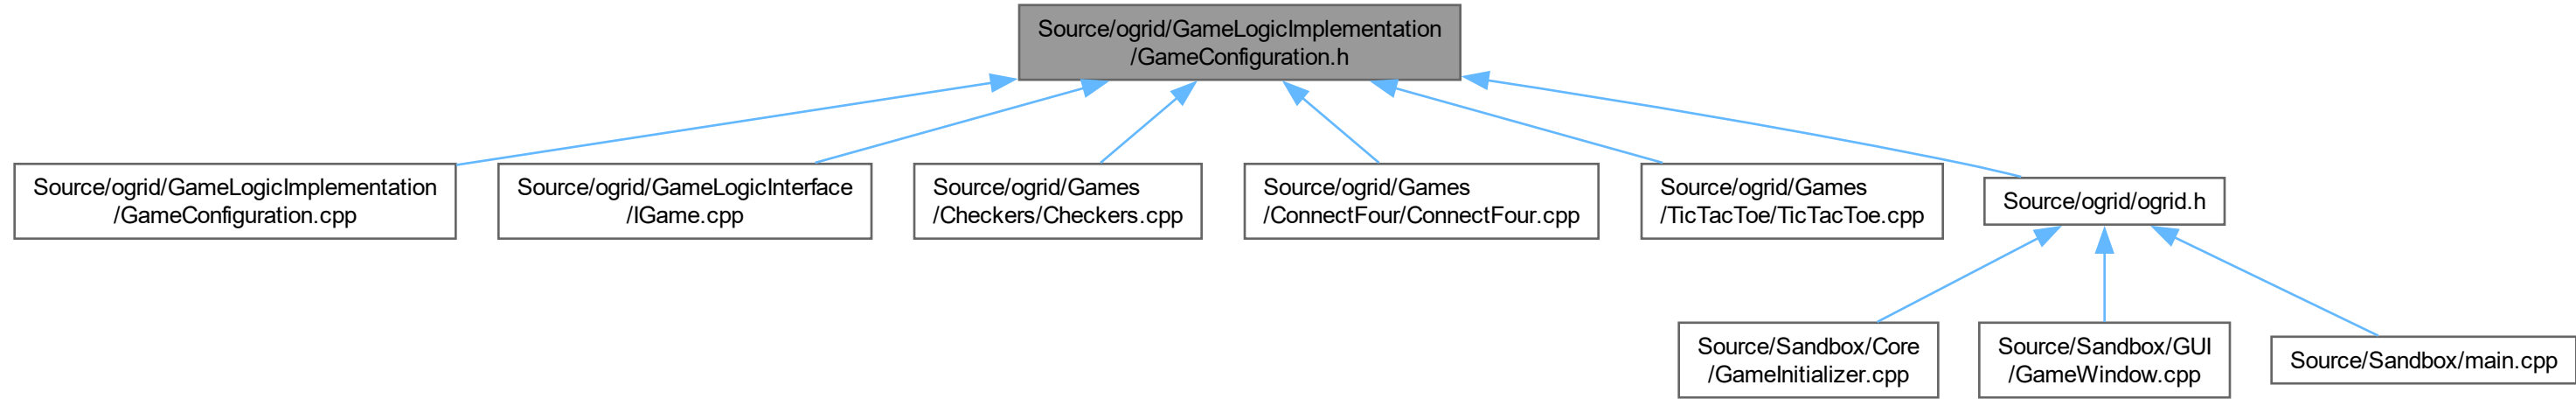 Source/ogrid/GameLogicImplementation
/GameConfiguration.h
Source/ogrid/GameLogicImplementation
/GameConfiguration.cpp
Source/ogrid/GameLogicInterface
/IGame.cpp
Source/ogrid/Games
/Checkers/Checkers.cpp
Source/ogrid/Games
/ConnectFour/ConnectFour.cpp
Source/ogrid/Games
/TicTacToe/TicTacToe.cpp
Source/ogrid/ogrid.h
Source/Sandbox/Core
/GameInitializer.cpp
Source/Sandbox/GUI
/GameWindow.cpp
Source/Sandbox/main.cpp